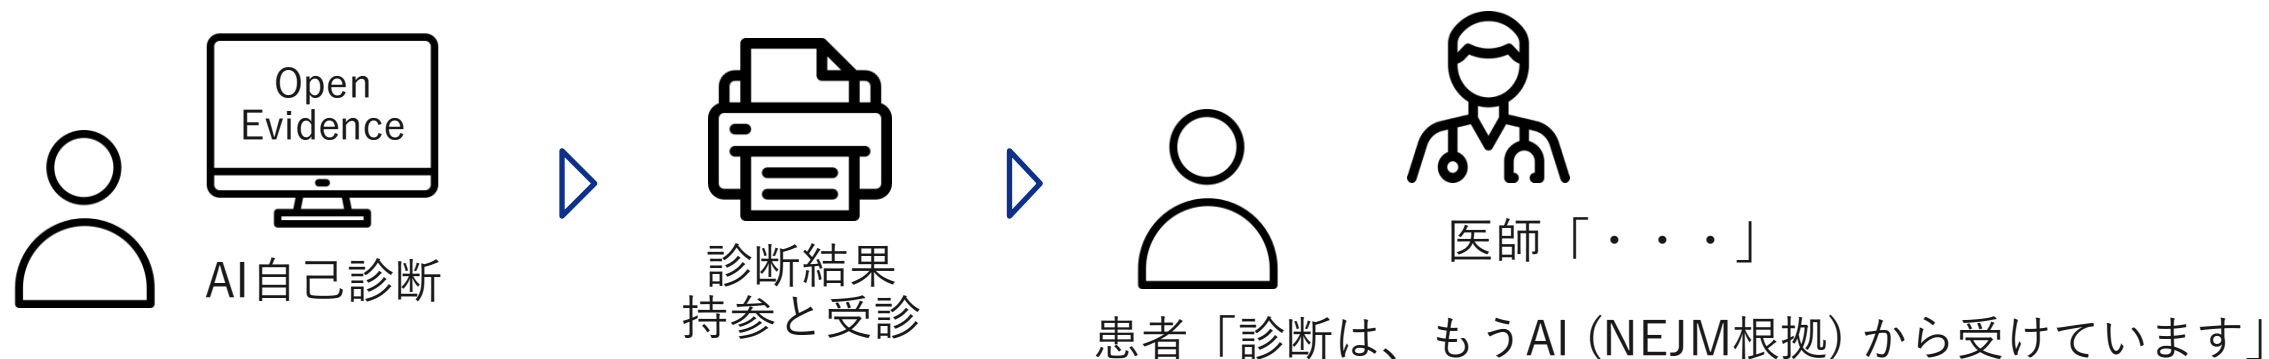 Open
Evidence
AI自己診断
診断結果
持参と受診
医師「・・・」
患者「診断は、もうAI (NEJM根拠) から受けています」